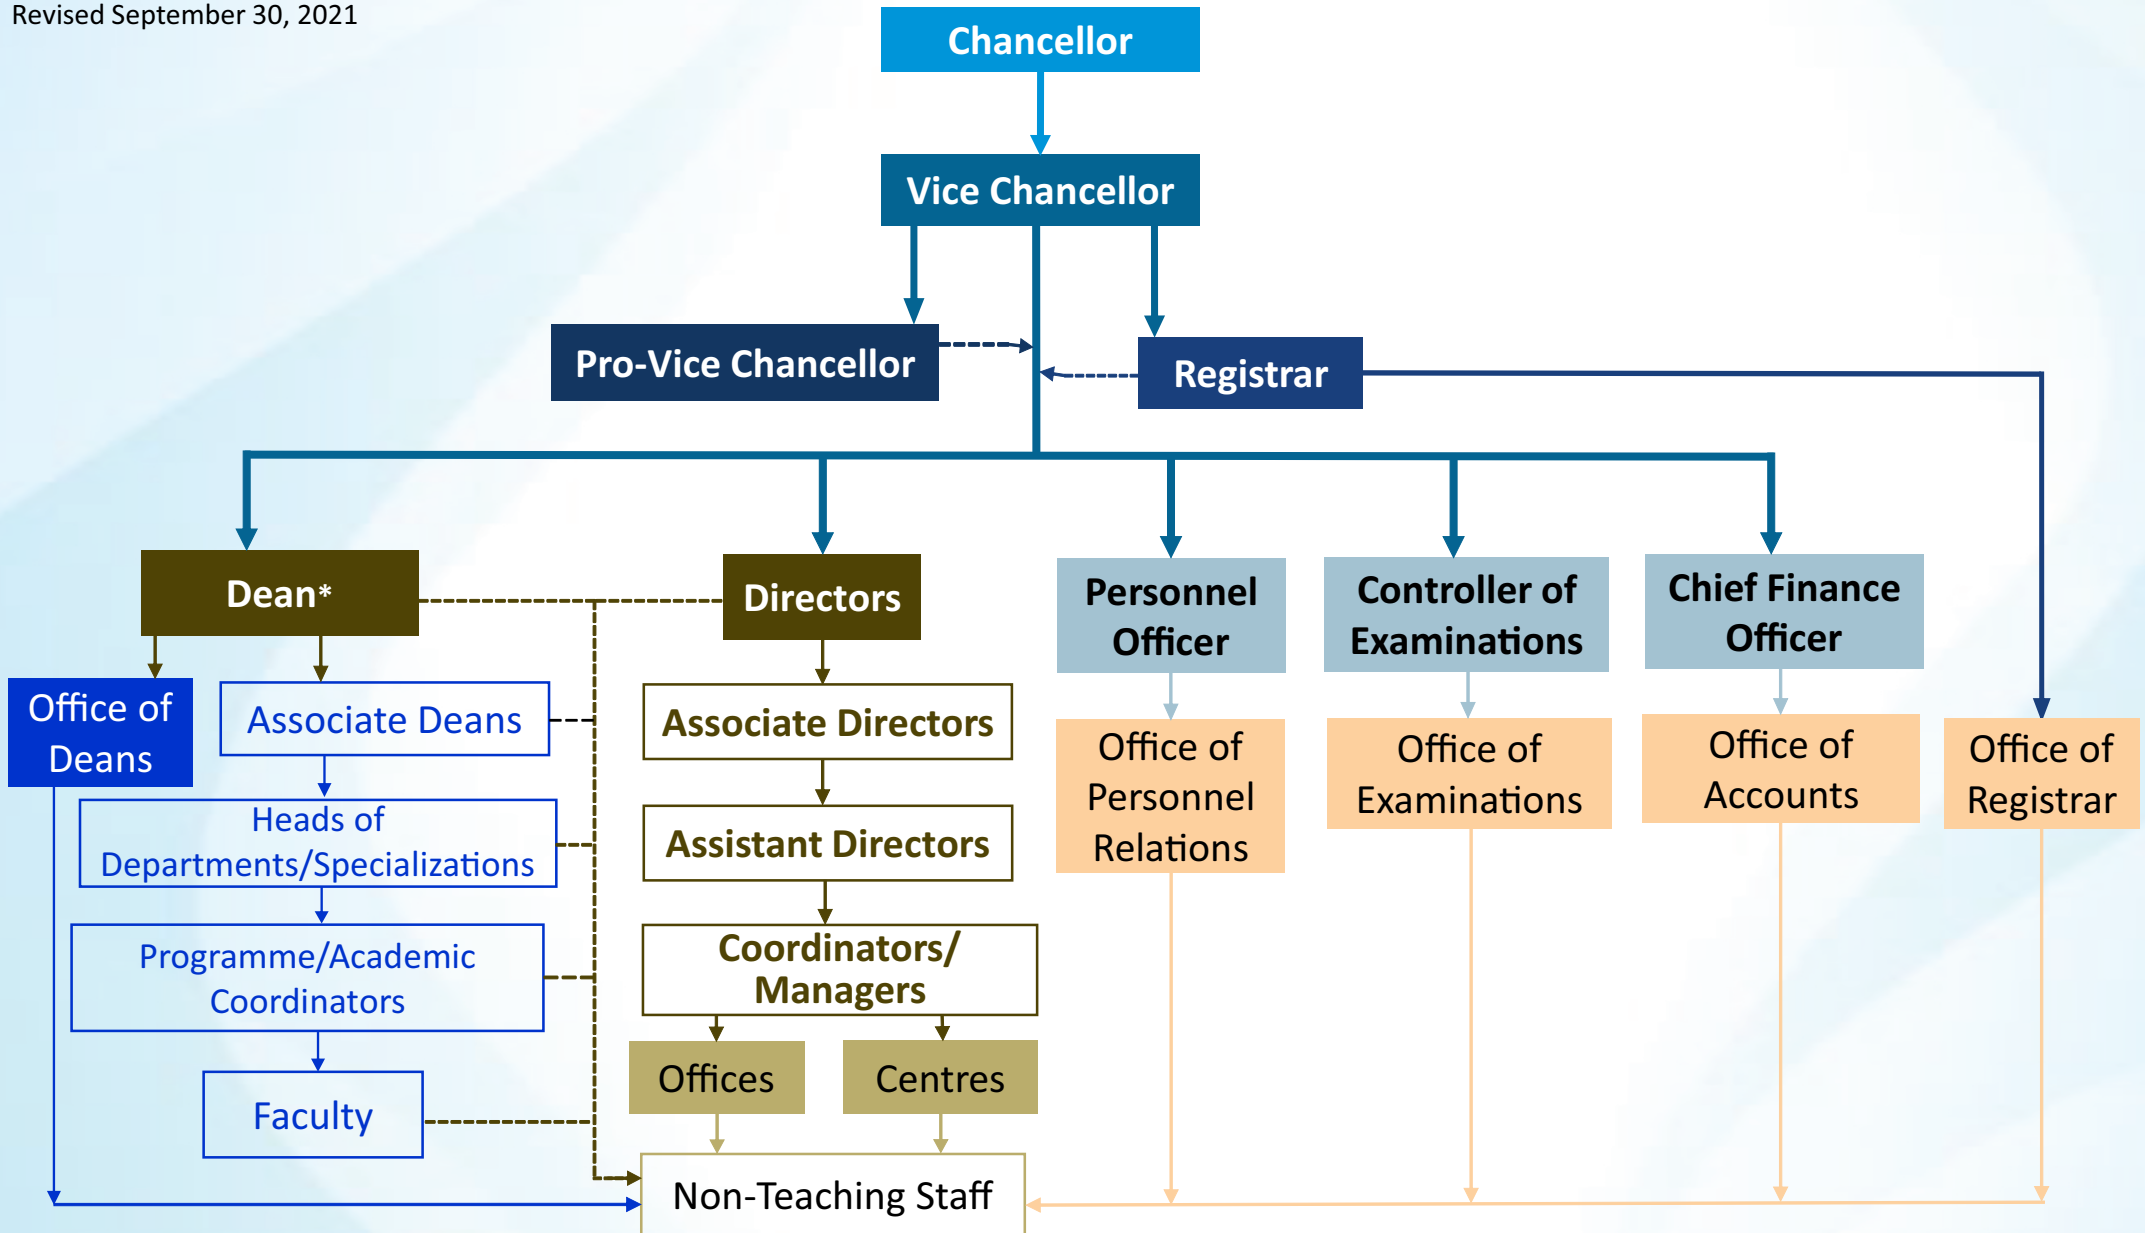 Revised September 30, 2021
Chancellor
Vice Chancellor
Pro-Vice Chancellor
Registrar
Dean*
Directors
Personnel
Officer
Controller of
Examinations
Chief Finance
Officer
Office of
Deans
Associate Deans
Associate Directors
Office of
Personnel
Relations
Office of
Examinations
Office of
Accounts
Office of
Registrar
Heads of
Departments/Specializations
Assistant Directors
Programme/Academic
Coordinators
Coordinators/
Managers
Faculty
Offices
Centres
Non-Teaching Staff